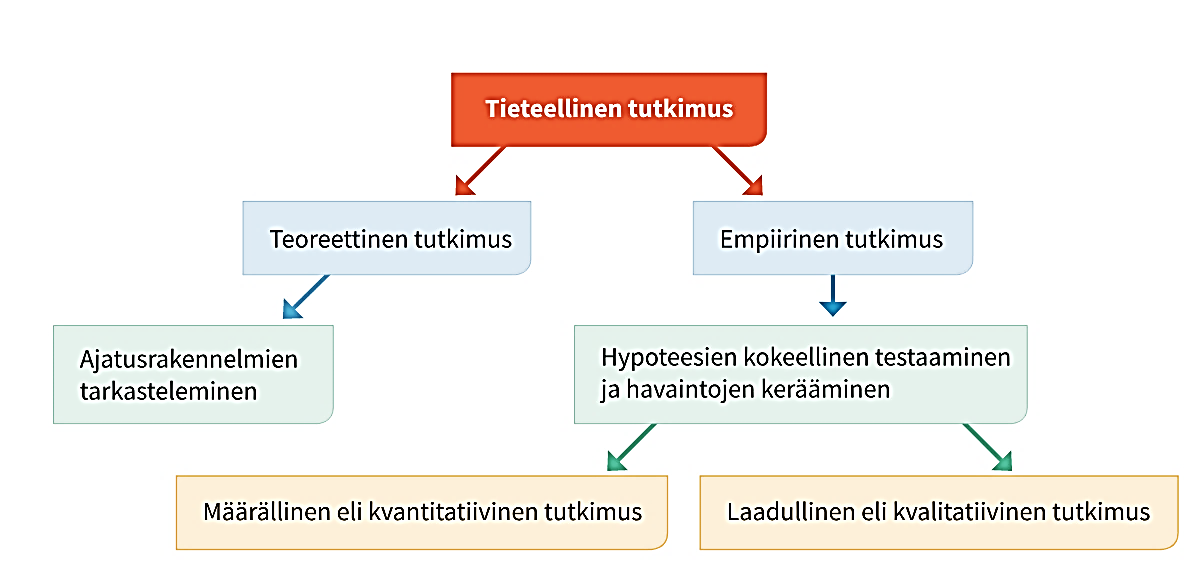 Tieteellinen tutkimus
Teoreettinen tutkimus
Empiirinen tutkimus
Ajatusrakennelmien
tarkasteleminen
Hypoteesien kokeellinen testaaminen
ja havaintojen kerääminen
Määrällinen eli kvantitatiivinen tutkimus
Laadullinen eli kvalitatiivinen tutkimus